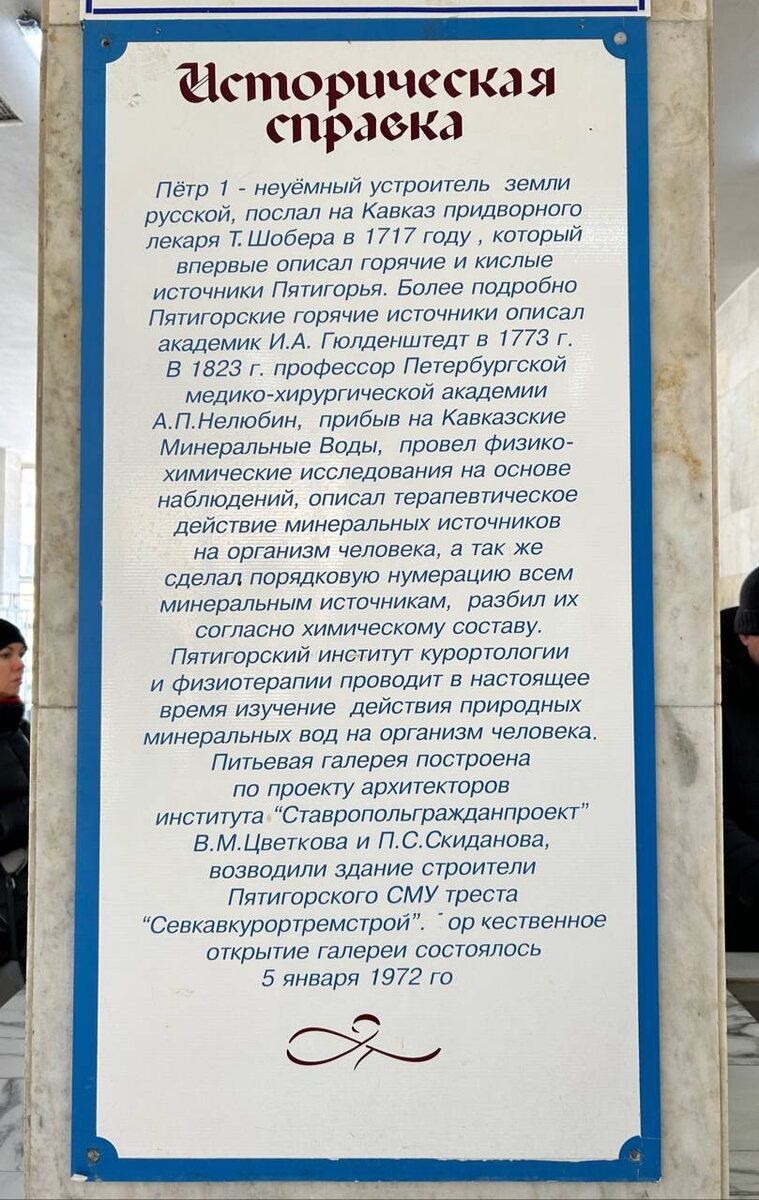 Историческая
справка
Пётр 1 - неуёмный устроитель земли
русской, послал на Кавказ придворного
лекаря Т.Шобера в 1717 году , который
впервые описал горячие и кислые
источники Пятигорья. Более подробно
Пятигорские горячие источники описал
академик И.А. Гюлденштедт в 1773 г.
В 1823 г. профессор Петербургской
медико-хирургической академии
А.П.Нелюбин, прибыв на Кавказские
Минеральные Воды, провел физико-
химические исследования на основе
наблюдений, описал терапевтическое
действие минеральных источников
на организм человека, а так же
сделал порядковую нумерацию всем
минеральным источникам, разбил их
согласно химическому составу.
Пятигорский институт курортологии
и физиотерапии проводит в настоящее
время изучение действия природных
минеральных вод на организм человека.
Питьевая галерея построена
по проекту архитекторов
института “Ставропольгражданпроект”
В.М.Цветкова и П.С.Скиданова,
возводили здание строители
Пятигорского СМУ треста
“Севкавкурортремстрой”. Торжественное
открытие галереи состоялось
5 января 1972 го